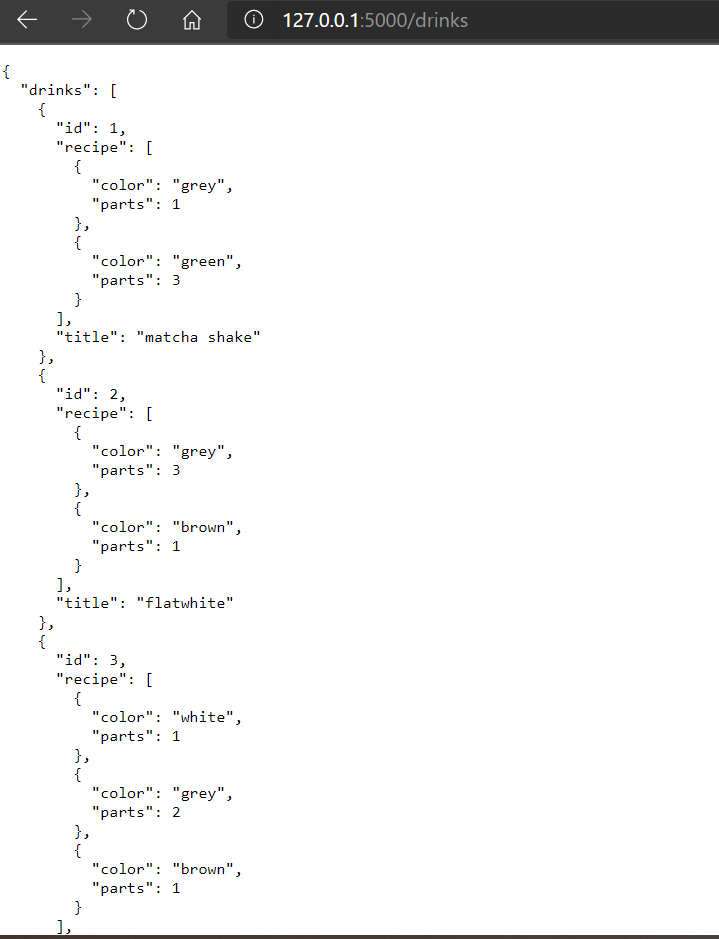 127.0.0.1:5000/drinks
{
  "drinks": [
    {
      "id": 1,
      "recipe": [
        {
          "color": "grey",
          "parts": 1
        },
        {
          "color": "green",
          "parts": 3
        }
      ],
      "title": "matcha shake"
    },
    {
      "id": 2,
      "recipe": [
        {
          "color": "grey",
          "parts": 3
        },
        {
          "color": "brown",
          "parts": 1
        }
      ],
      "title": "flatwhite"
    },
    {
      "id": 3,
      "recipe": [
        {
          "color": "white",
          "parts": 1
        },
        {
          "color": "grey",
          "parts": 2
        },
        {
          "color": "brown",
          "parts": 1
        }
      ],